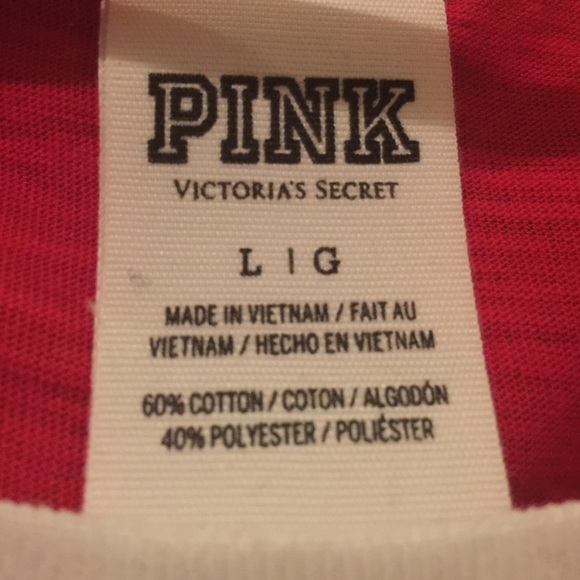 PINK
VICTORIA'S SECRET
L | G
MADE IN VIETNAM / FAIT AU
VIETNAM / HECHO EN VIETNAM
60% COTTON / COTON / ALGODÓN
40% POLYESTER / POLIÉSTER